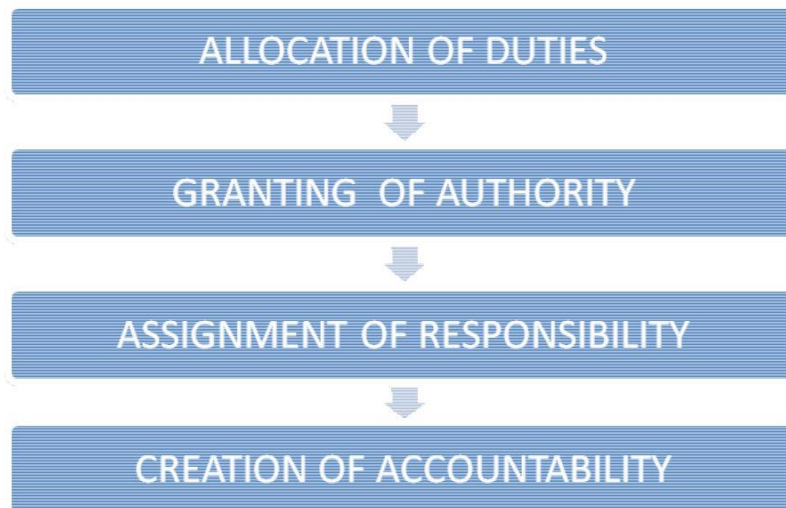 ALLOCATION OF DUTIES
GRANTING OF AUTHORITY
ASSIGNMENT OF RESPONSIBILITY
CREATION OF ACCOUNTABILITY